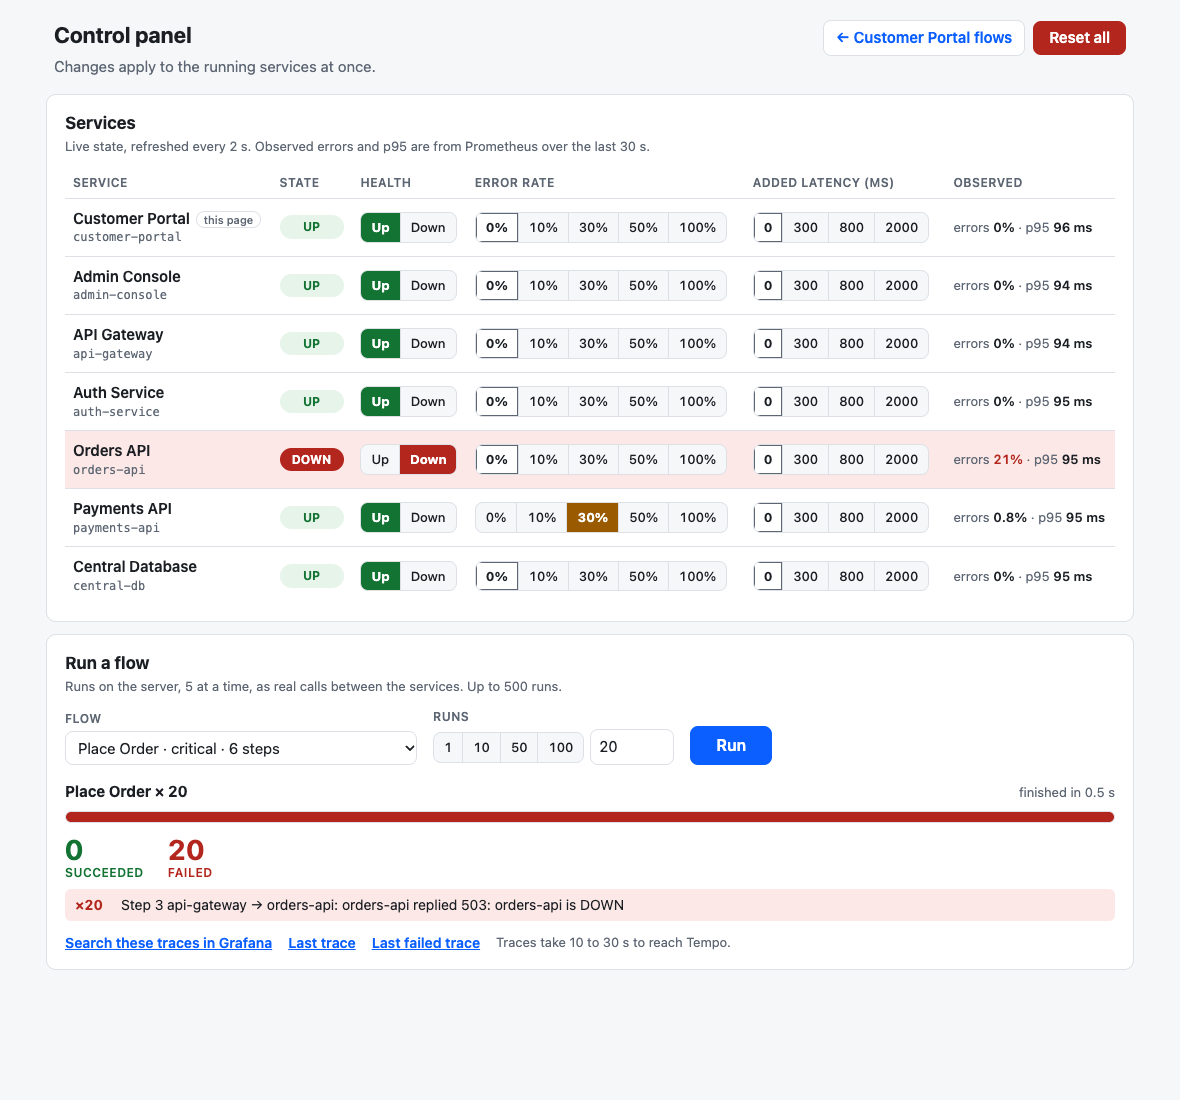 Control panel
← Customer Portal flows
Reset all
Changes apply to the running services at once.
Services
Live state, refreshed every 2 s. Observed errors and p95 are from Prometheus over the last 30 s.
SERVICE STATE HEALTH ERROR RATE ADDED LATENCY (MS) OBSERVED
Customer Portal this page UP Up Down 0% 10% 30% 50% 100% 0 300 800 2000 errors 0% · p95 96 ms
customer-portal
Admin Console UP Up Down 0% 10% 30% 50% 100% 0 300 800 2000 errors 0% · p95 94 ms
admin-console
API Gateway UP Up Down 0% 10% 30% 50% 100% 0 300 800 2000 errors 0% · p95 94 ms
api-gateway
Auth Service UP Up Down 0% 10% 30% 50% 100% 0 300 800 2000 errors 0% · p95 95 ms
auth-service
Orders API DOWN Up Down 0% 10% 30% 50% 100% 0 300 800 2000 errors 21% · p95 95 ms
orders-api
Payments API UP Up Down 0% 10% 30% 50% 100% 0 300 800 2000 errors 0.8% · p95 95 ms
payments-api
Central Database UP Up Down 0% 10% 30% 50% 100% 0 300 800 2000 errors 0% · p95 95 ms
central-db
Run a flow
Runs on the server, 5 at a time, as real calls between the services. Up to 500 runs.
FLOW RUNS
Place Order · critical · 6 steps 1 10 50 100 20 Run
Place Order × 20 finished in 0.5 s
0 20
SUCCEEDED FAILED
×20 Step 3 api-gateway → orders-api: orders-api replied 503: orders-api is DOWN
Search these traces in Grafana Last trace Last failed trace Traces take 10 to 30 s to reach Tempo.